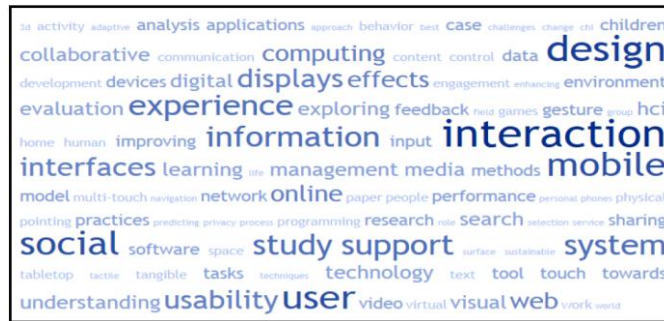 3d activity adaptive analysis applications approach behavior best case challenges change chi children
collaborative communication computing content control data design
development devices digital displays effects engagement enhancing environment
evaluation experience exploring feedback field games gesture group hci
home human improving information input interaction
interfaces learning life management media methods mobile
model multi-touch navigation network online paper people performance personal phones physical
pointing practices predicting privacy process programming research role search selection service sharing
social software space study support surface sustainable system
tabletop tactile tangible tasks techniques technology text tool touch towards
understanding usability user video virtual visual web work world